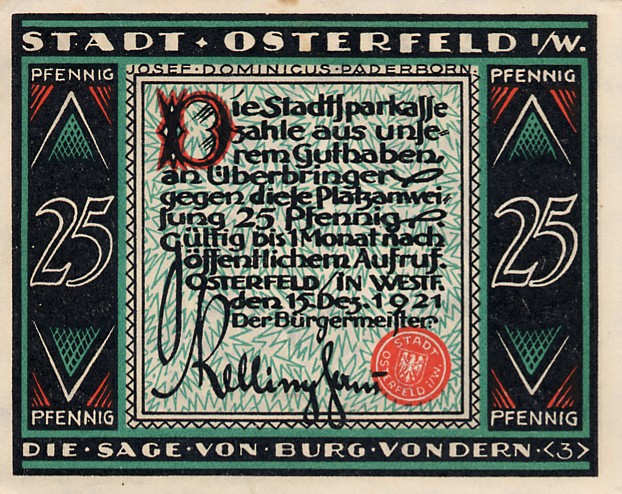 STADT · OSTERFELD I/W.
PFENNIG
JOSEF·DOMINICUS·PADERBORN.
PFENNIG
Die Stadtsparkasse
zahle aus unse-
rem Guthaben,
an Überbringer
gegen diese Platzanwei-
sung 25 Pfennig
Gültig bis 1 Monat nach
öffentlichem Aufruf.
OSTERFELD/IN WESTF.
den 15. Dez. 1921
Der Bürgermeister:
25
25
STADT
OSTERFELD I/W.
PFENNIG
PFENNIG
DIE·SAGE·VON·BURG·VONDERN·<3>